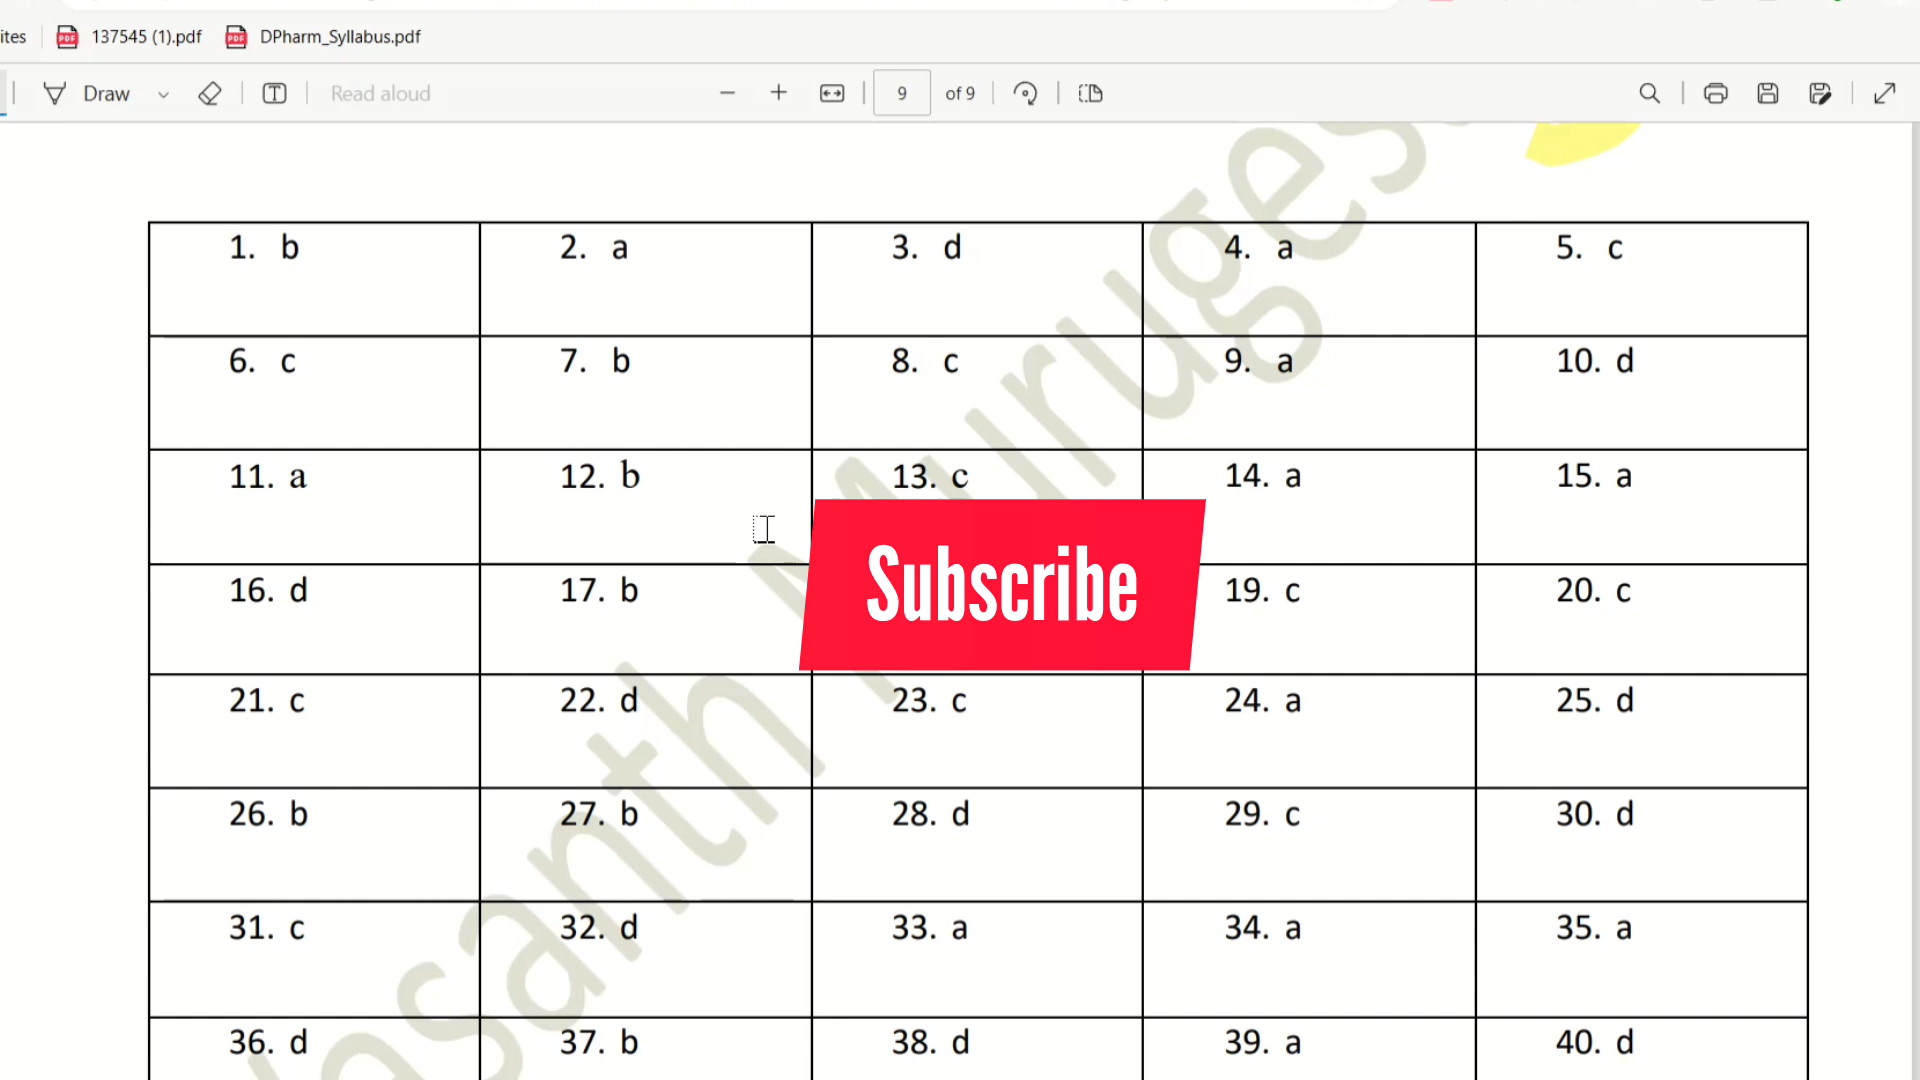 ites 137545 (1).pdf DPharm_Syllabus.pdf
Draw Read aloud 9 of 9
1. b 2. a 3. d 4. a 5. c
6. c 7. b 8. c 9. a 10. d
11. a 12. b 13. c 14. a 15. a
Subscribe
16. d 17. b 19. c 20. c
21. c 22. d 23. c 24. a 25. d
26. b 27. b 28. d 29. c 30. d
31. c 32. d 33. a 34. a 35. a
36. d 37. b 38. d 39. a 40. d
asanth Muruges